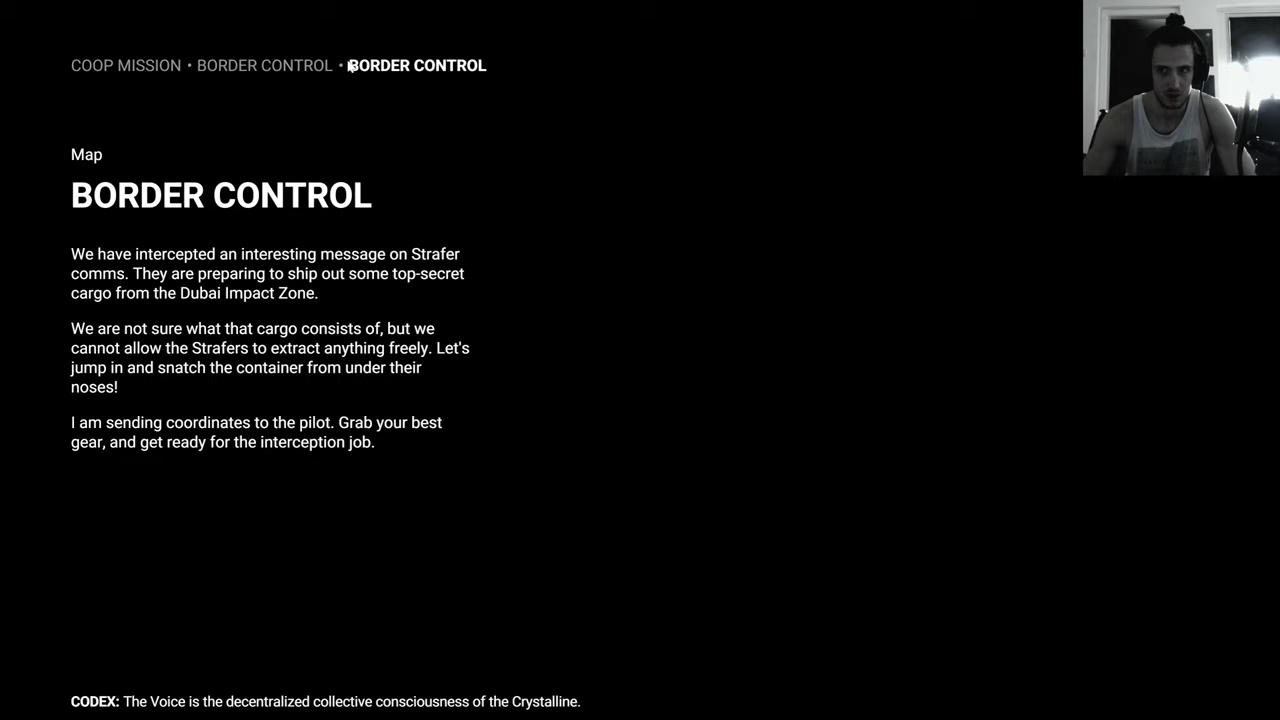 COOP MISSION • BORDER CONTROL • BORDER CONTROL
Map
BORDER CONTROL
We have intercepted an interesting message on Strafer
comms. They are preparing to ship out some top-secret
cargo from the Dubai Impact Zone.
We are not sure what that cargo consists of, but we
cannot allow the Strafers to extract anything freely. Let's
jump in and snatch the container from under their
noses!
I am sending coordinates to the pilot. Grab your best
gear, and get ready for the interception job.
CODEX: The Voice is the decentralized collective consciousness of the Crystalline.